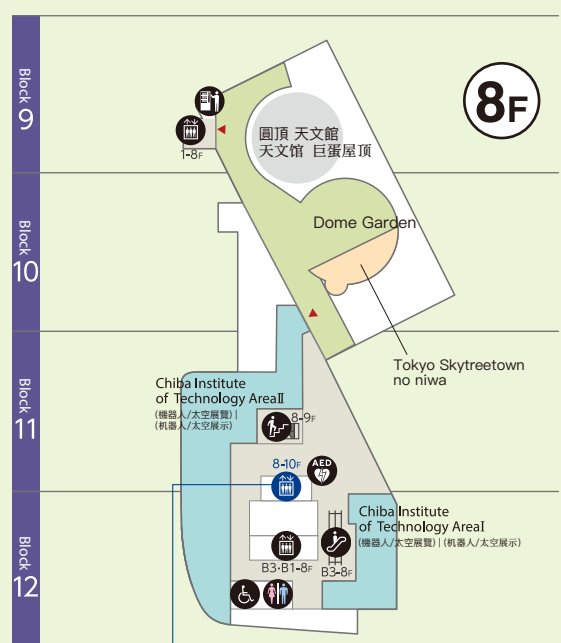 8F
Block
9
1-8F
圓頂 天文館
天文馆 巨蛋屋顶
Block
10
Dome Garden
Tokyo Skytreetown
no niwa
Block
11
Chiba Institute
of Technology AreaⅡ
(機器人/太空展覽) |
(机器人/太空展示)
8-9F
8-10F
AED
Block
12
Chiba Institute
of Technology AreaⅠ
(機器人/太空展覽) | (机器人/太空展示)
B3·B1-8F
B3-8F